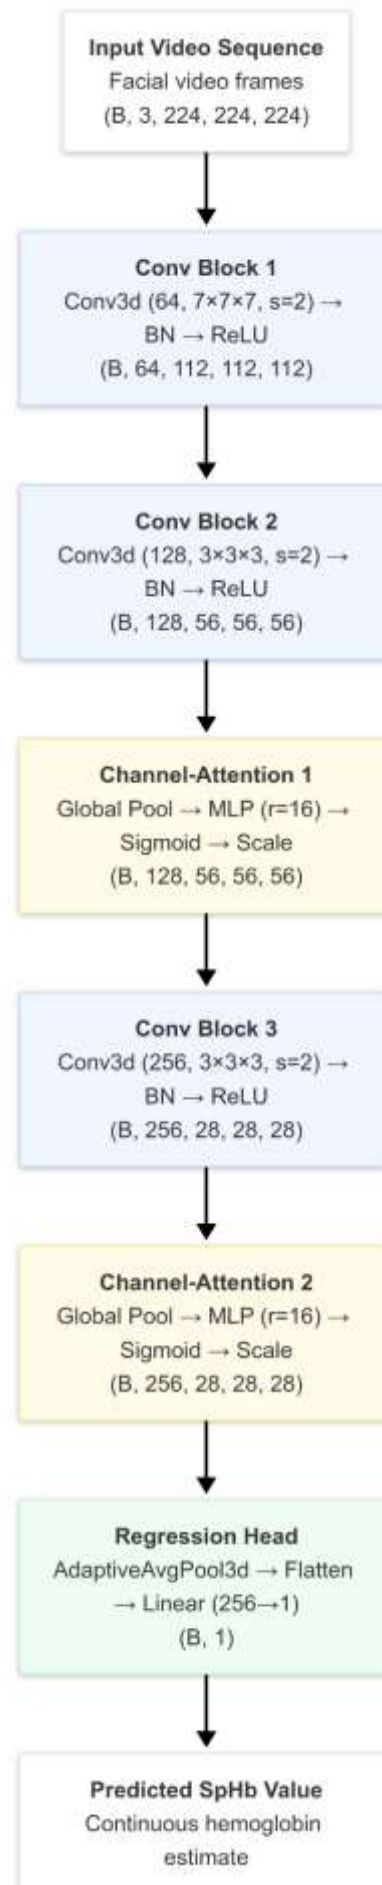 Input Video Sequence
Facial video frames
(B, 3, 224, 224, 224)
Conv Block 1
Conv3d (64, 7×7×7, s=2) →
BN → ReLU
(B, 64, 112, 112, 112)
Conv Block 2
Conv3d (128, 3×3×3, s=2) →
BN → ReLU
(B, 128, 56, 56, 56)
Channel-Attention 1
Global Pool → MLP (r=16) →
Sigmoid → Scale
(B, 128, 56, 56, 56)
Conv Block 3
Conv3d (256, 3×3×3, s=2) →
BN → ReLU
(B, 256, 28, 28, 28)
Channel-Attention 2
Global Pool → MLP (r=16) →
Sigmoid → Scale
(B, 256, 28, 28, 28)
Regression Head
AdaptiveAvgPool3d → Flatten
→ Linear (256→1)
(B, 1)
Predicted SpHb Value
Continuous hemoglobin
estimate